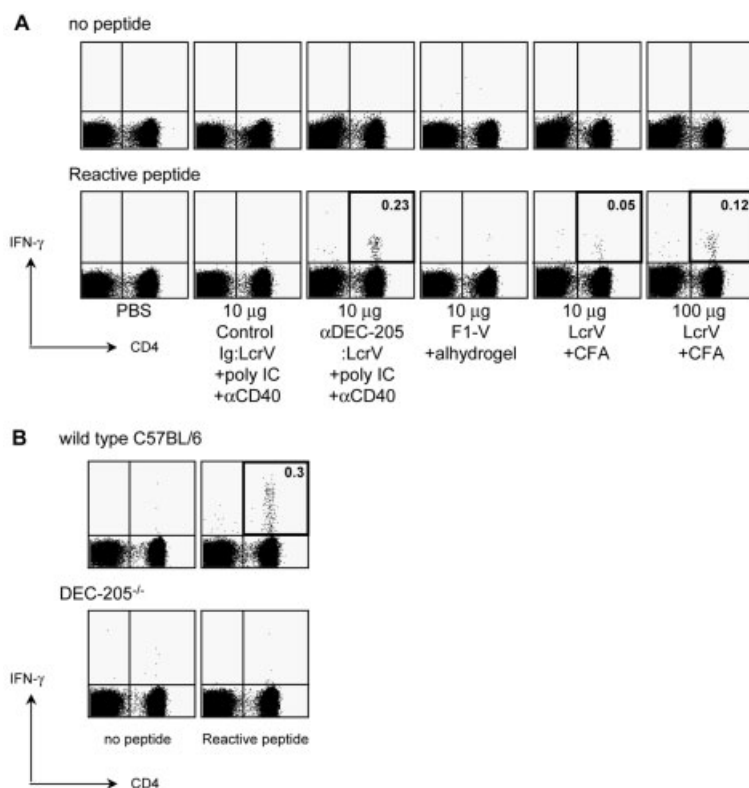 A
no peptide
Reactive peptide
0.23
0.05
0.12
IFN-γ
CD4
PBS
10 μg
Control
Ig:LcrV
+poly IC
+αCD40
10 μg
αDEC-205
:LcrV
+poly IC
+αCD40
10 μg
F1-V
+alhydrogel
10 μg
LcrV
+CFA
100 μg
LcrV
+CFA
B
wild type C57BL/6
0.3
DEC-205-/-
IFN-γ
no peptide
Reactive peptide
CD4